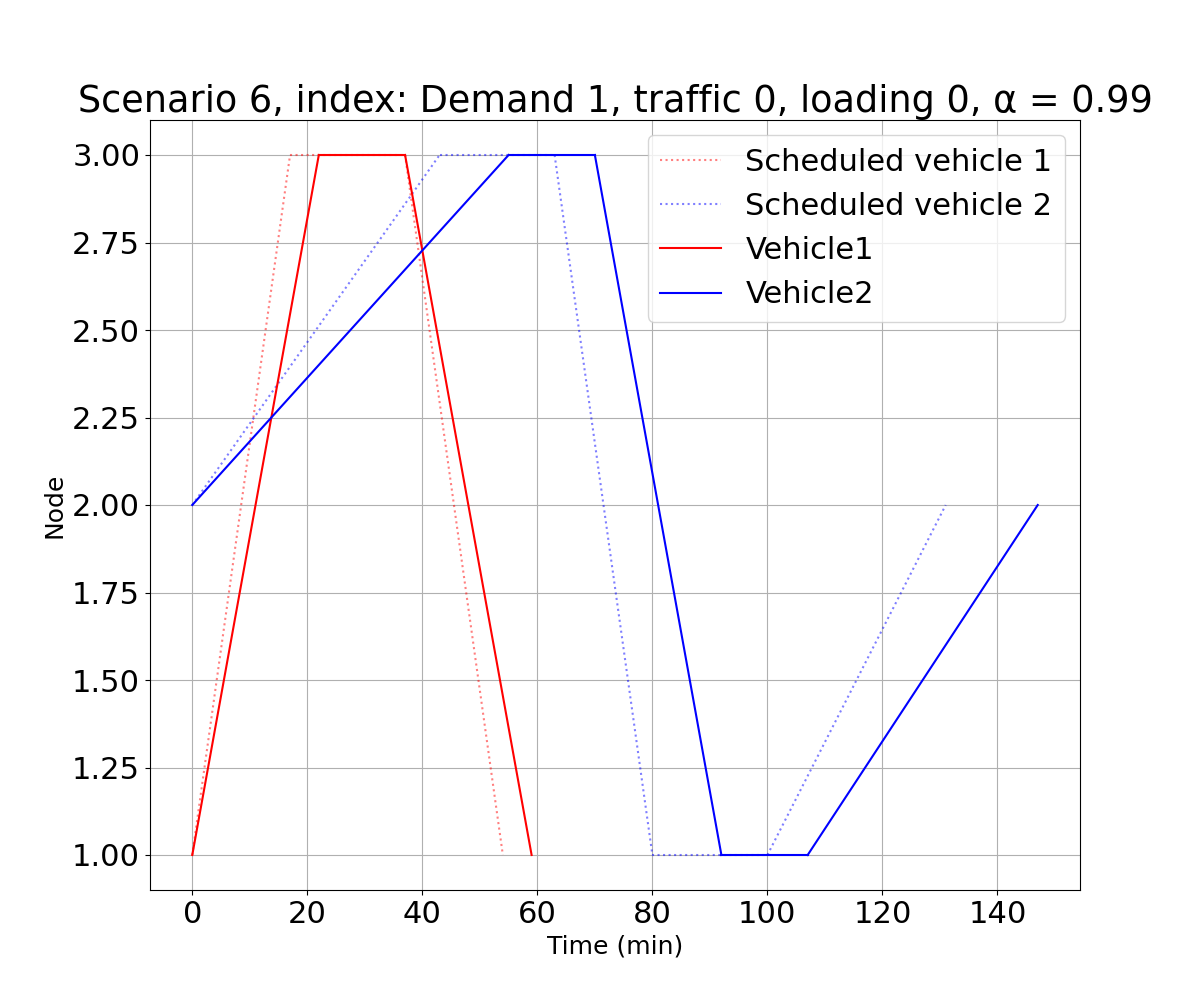 Scenario 6, index: Demand 1, traffic 0, loading 0, α = 0.99
3.00
2.75
2.50
2.25
2.00
1.75
1.50
1.25
1.00
Node
Scheduled vehicle 1
Scheduled vehicle 2
Vehicle1
Vehicle2
0 20 40 60 80 100 120 140
Time (min)